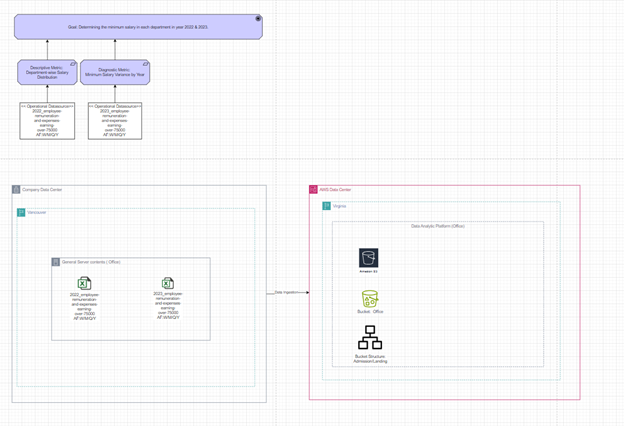 Goal: Determining the minimum salary in each department in year 2022 & 2023.
Descriptive Metric:
Department-wise Salary
Distribution
Diagnostic Metric:
Minimum Salary Variance by Year
<< Operational Datasource>>
2022_employee-
remuneration
and-expenses-
earning-
over-75000
AF:W/M/Q/Y
<< Operational Datasource>>
2023_employee-
remuneration
and-expenses-
earning-
over-75000
AF:W/M/Q/Y
Company Data Center
Vancouver
General Server contents ( Office)
2022_employee-
remuneration
and-expenses-
earning-
over-75000
AF:W/M/Q/Y
2023_employee-
remuneration
and-expenses-
earning-
over-75000
AF:W/M/Q/Y
Data Ingestion
AWS Data Center
Virginia
Data Analytic Platform (Office)
Amazon S3
Bucket: Office
Bucket Structure:
Admission/Landing